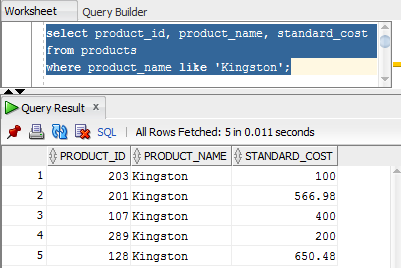 Worksheet Query Builder
select product_id, product_name, standard_cost
from products
where product_name like 'Kingston';
Query Result x
SQL | All Rows Fetched: 5 in 0.011 seconds
PRODUCT_ID PRODUCT_NAME STANDARD_COST
1 203 Kingston 100
2 201 Kingston 566.98
3 107 Kingston 400
4 289 Kingston 200
5 128 Kingston 650.48